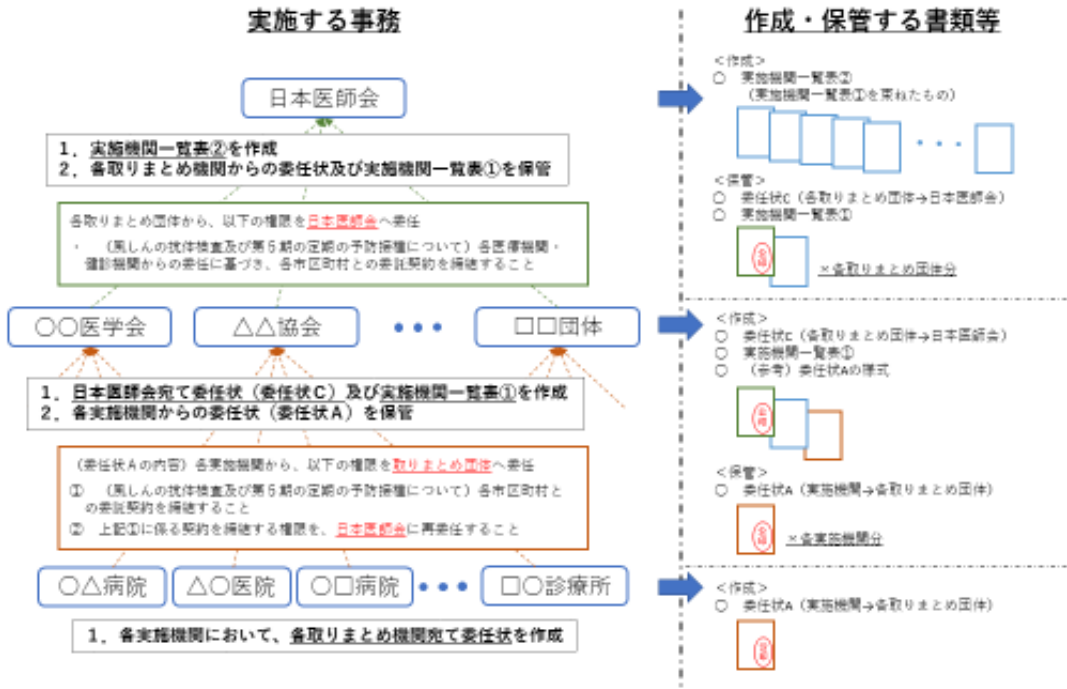 実施する事務
日本医師会
1．実施機関一覧表②を作成
2．各取りまとめ機関からの委任状及び実施機関一覧表①を保管
各取りまとめ団体から、以下の権限を日本医師会へ委任
・　（風しんの抗体検査及び第５期の定期の予防接種について）各医療機関・
健診機関からの委任に基づき、各市区町村との委託契約を締結すること
○○医学会
△△協会
•••
□□団体
1．日本医師会宛て委任状（委任状Ｃ）及び実施機関一覧表①を作成
2．各実施機関からの委任状（委任状Ａ）を保管
（委任状Ａの内容）各実施機関から、以下の権限を取りまとめ団体へ委任
①　（風しんの抗体検査及び第５期の定期の予防接種について）各市区町村と
の委託契約を締結すること
②　上記①に係る契約を締結する権限を、日本医師会に再委任すること
○△病院
△○医院
○□病院
•••
□○診療所
1．各実施機関において、各取りまとめ機関宛て委任状を作成
作成・保管する書類等
＜作成＞
○　実施機関一覧表②
（実施機関一覧表①を束ねたもの）
•••
＜保管＞
○　委任状C（各取りまとめ団体→日本医師会）
○　実施機関一覧表①
×各取りまとめ団体分
＜作成＞
○　委任状C（各取りまとめ団体→日本医師会）
○　実施機関一覧表①
○　（参考）委任状Aの様式
＜保管＞
○　委任状A（実施機関→各取りまとめ団体）
×各実施機関分
＜作成＞
○　委任状A（実施機関→各取りまとめ団体）